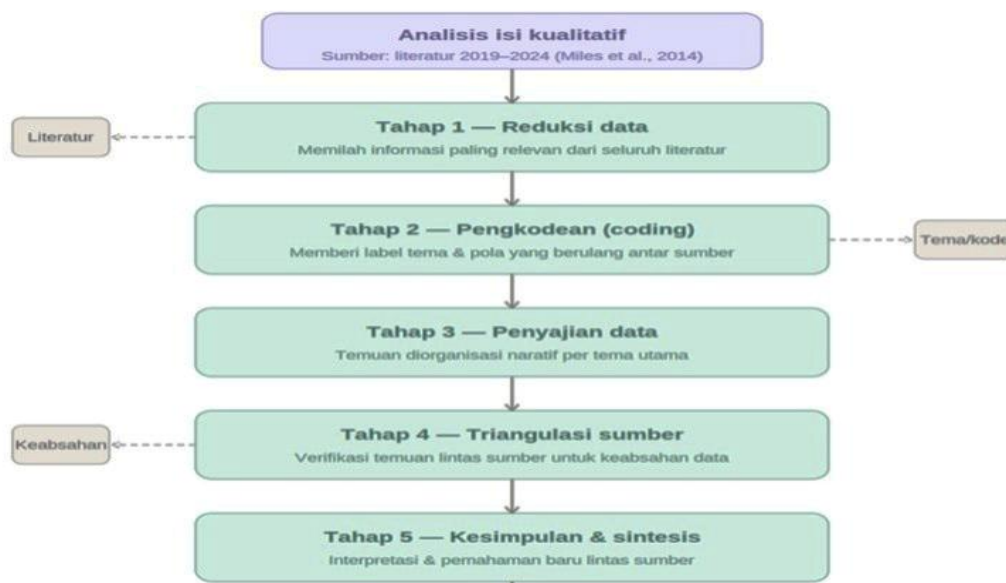 Analisis isi kualitatif
Sumber: literatur 2019–2024 (Miles et al., 2014)
Tahap 1 — Reduksi data
Memilah informasi paling relevan dari seluruh literatur
Literatur
Tahap 2 — Pengkodean (coding)
Memberi label tema & pola yang berulang antar sumber
Tema/kode
Tahap 3 — Penyajian data
Temuan diorganisasi naratif per tema utama
Tahap 4 — Triangulasi sumber
Verifikasi temuan lintas sumber untuk keabsahan data
Keabsahan
Tahap 5 — Kesimpulan & sintesis
Interpretasi & pemahaman baru lintas sumber